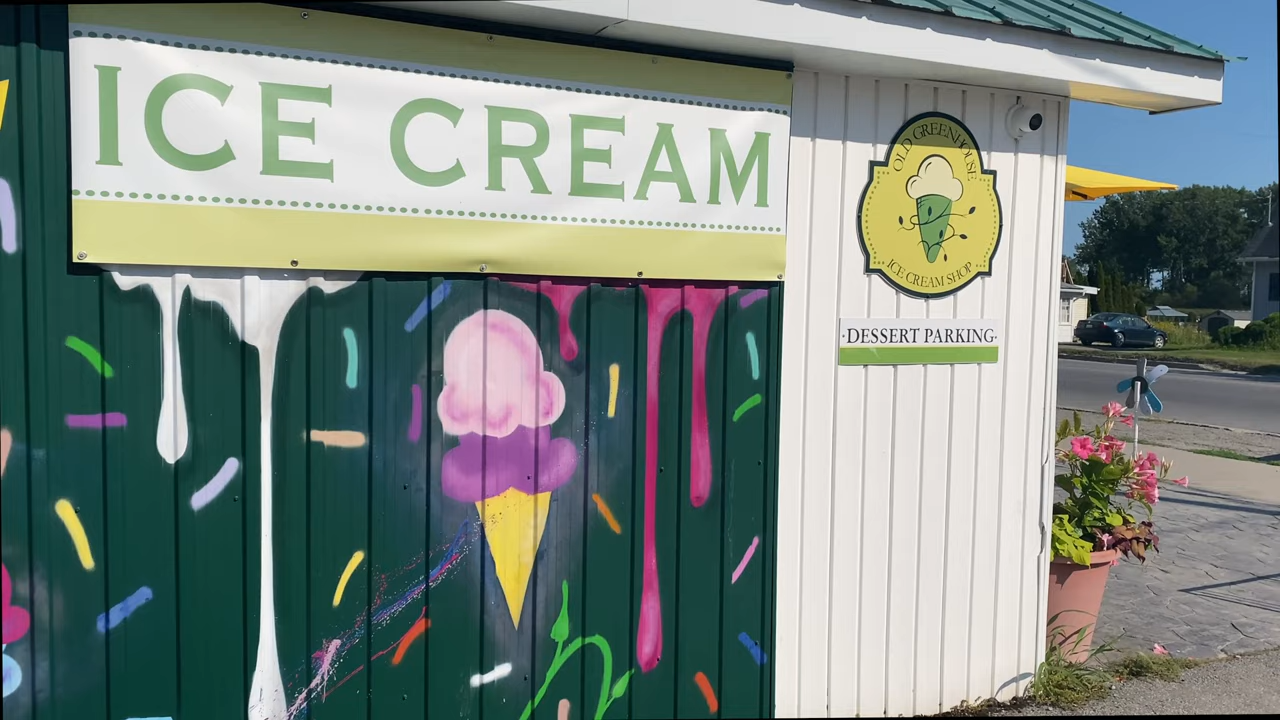 ICE CREAM
OLD GREENHOUSE
ICE CREAM SHOP
·DESSERT PARKING·